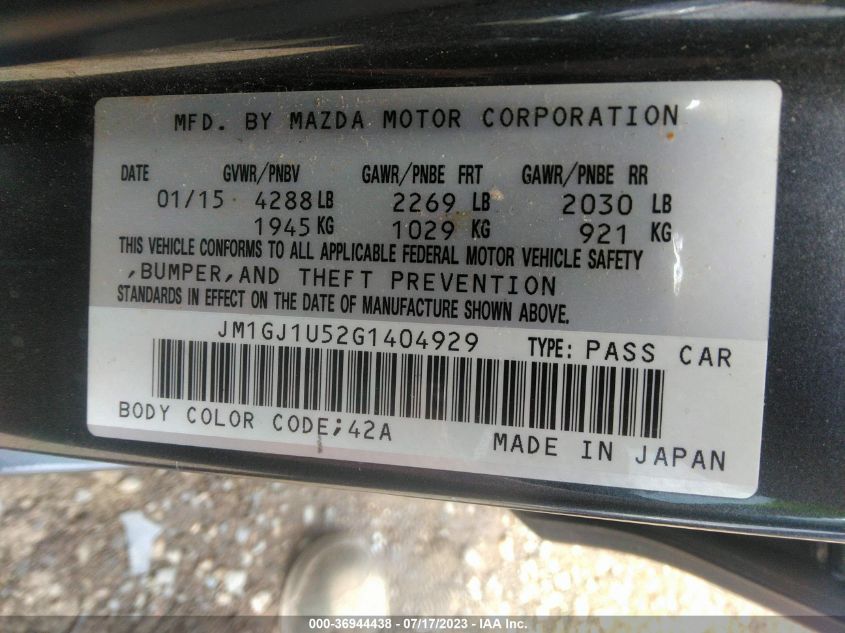 MFD. BY MAZDA MOTOR CORPORATION
DATE GVWR/PNBV GAWR/PNBE FRT GAWR/PNBE RR
01/15 4288 LB 2269 LB 2030 LB
1945 KG 1029 KG 921 KG
THIS VEHICLE CONFORMS TO ALL APPLICABLE FEDERAL MOTOR VEHICLE SAFETY
,BUMPER,AND THEFT PREVENTION
STANDARDS IN EFFECT ON THE DATE OF MANUFACTURE SHOWN ABOVE.
JM1GJ1U52G1404929 TYPE: PASS CAR
BODY COLOR CODE;42A
MADE IN JAPAN
000-36944438 - 07/17/2023 - IAA Inc.